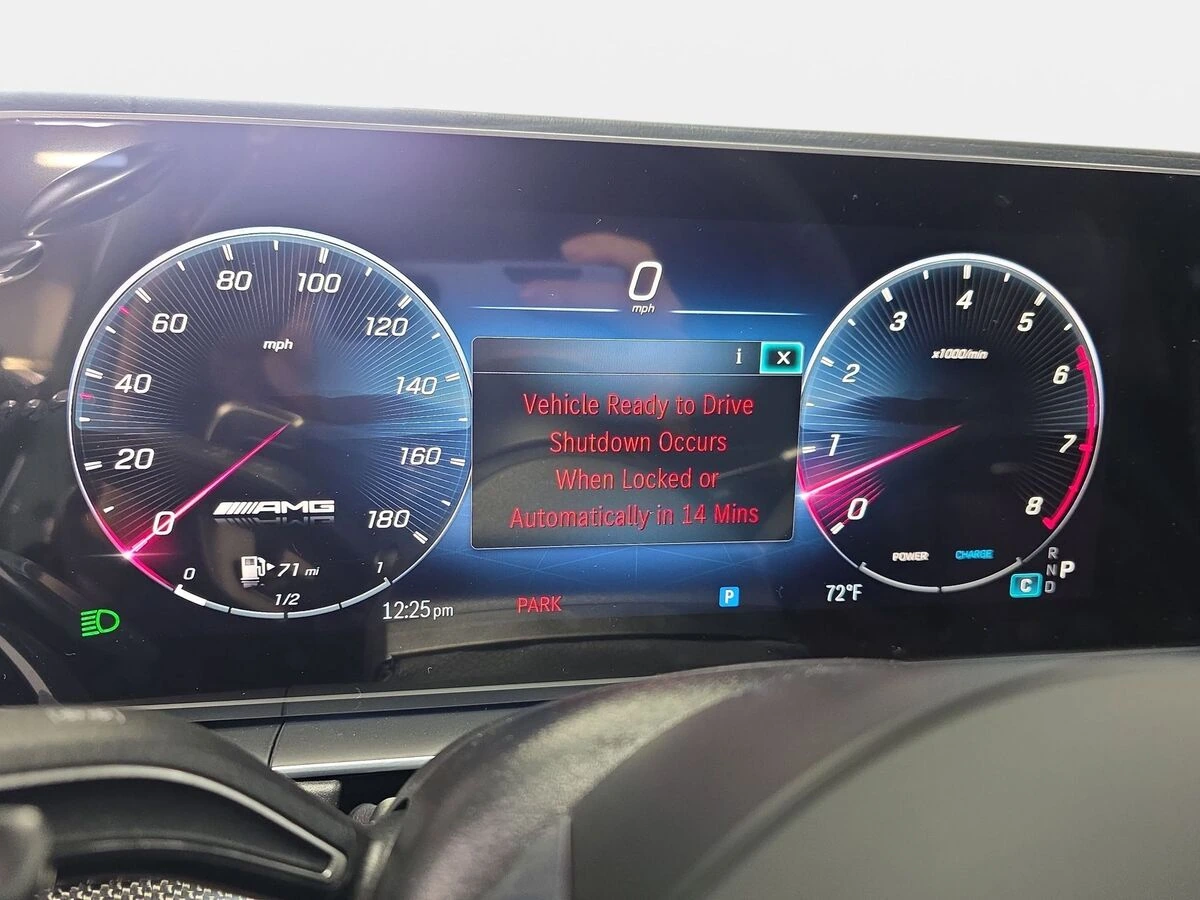 0
mph
80
100
60
120
mph
40
140
20
160
AMG
0
180
0
71 mi
1
1/2
12:25pm
i X
Vehicle Ready to Drive
Shutdown Occurs
When Locked or
Automatically in 14 Mins
PARK
P
72°F
4
3
5
x1000/min
2
6
1
7
0
8
POWER
CHARGE
R
N P
C D